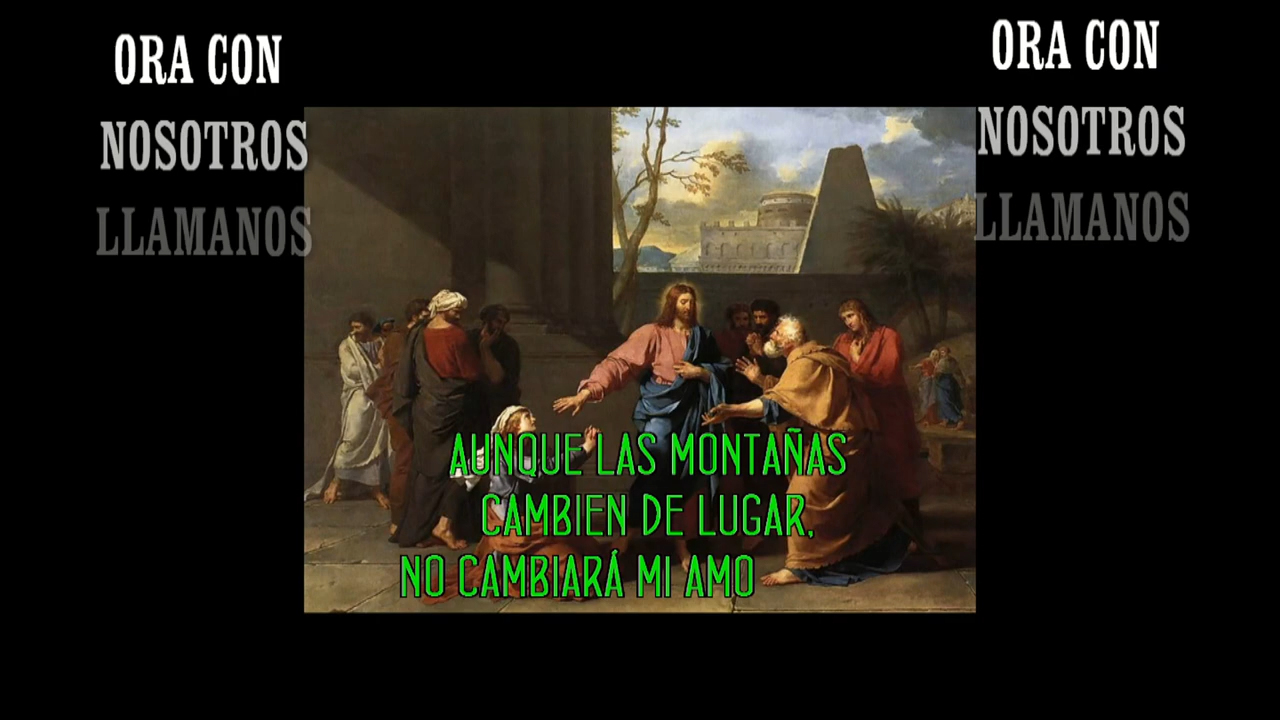 ORA CON
NOSOTROS
LLAMANOS
ORA CON
NOSOTROS
LLAMANOS
AUNQUE LAS MONTAÑAS
CAMBIEN DE LUGAR,
NO CAMBIARÁ MI AMO